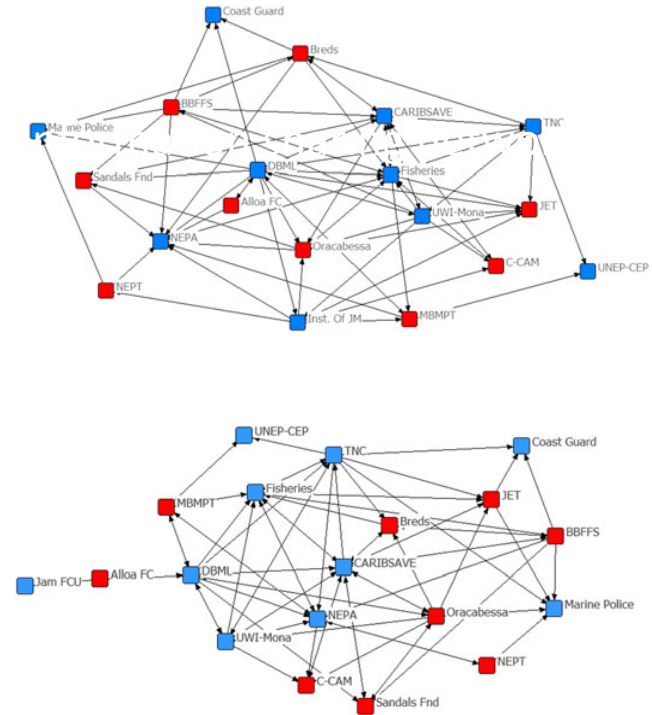 Coast Guard
Breds
BBFFS
CARIBSAVE
TNC
Marine Police
DBML
Fisheries
Sandals Fnd
Alloa FC
UWI-Mona
JET
NEPA
Oracabessa
C-CAM
UNEP-CEP
NEPT
Inst. Of JM
MBMPT
UNEP-CEP
TNC
Coast Guard
Fisheries
MBMPT
JET
Breds
BBFFS
Jam FCU
Alloa FC
DBML
CARIBSAVE
NEPA
Oracabessa
Marine Police
UWI-Mona
NEPT
C-CAM
Sandals Fnd